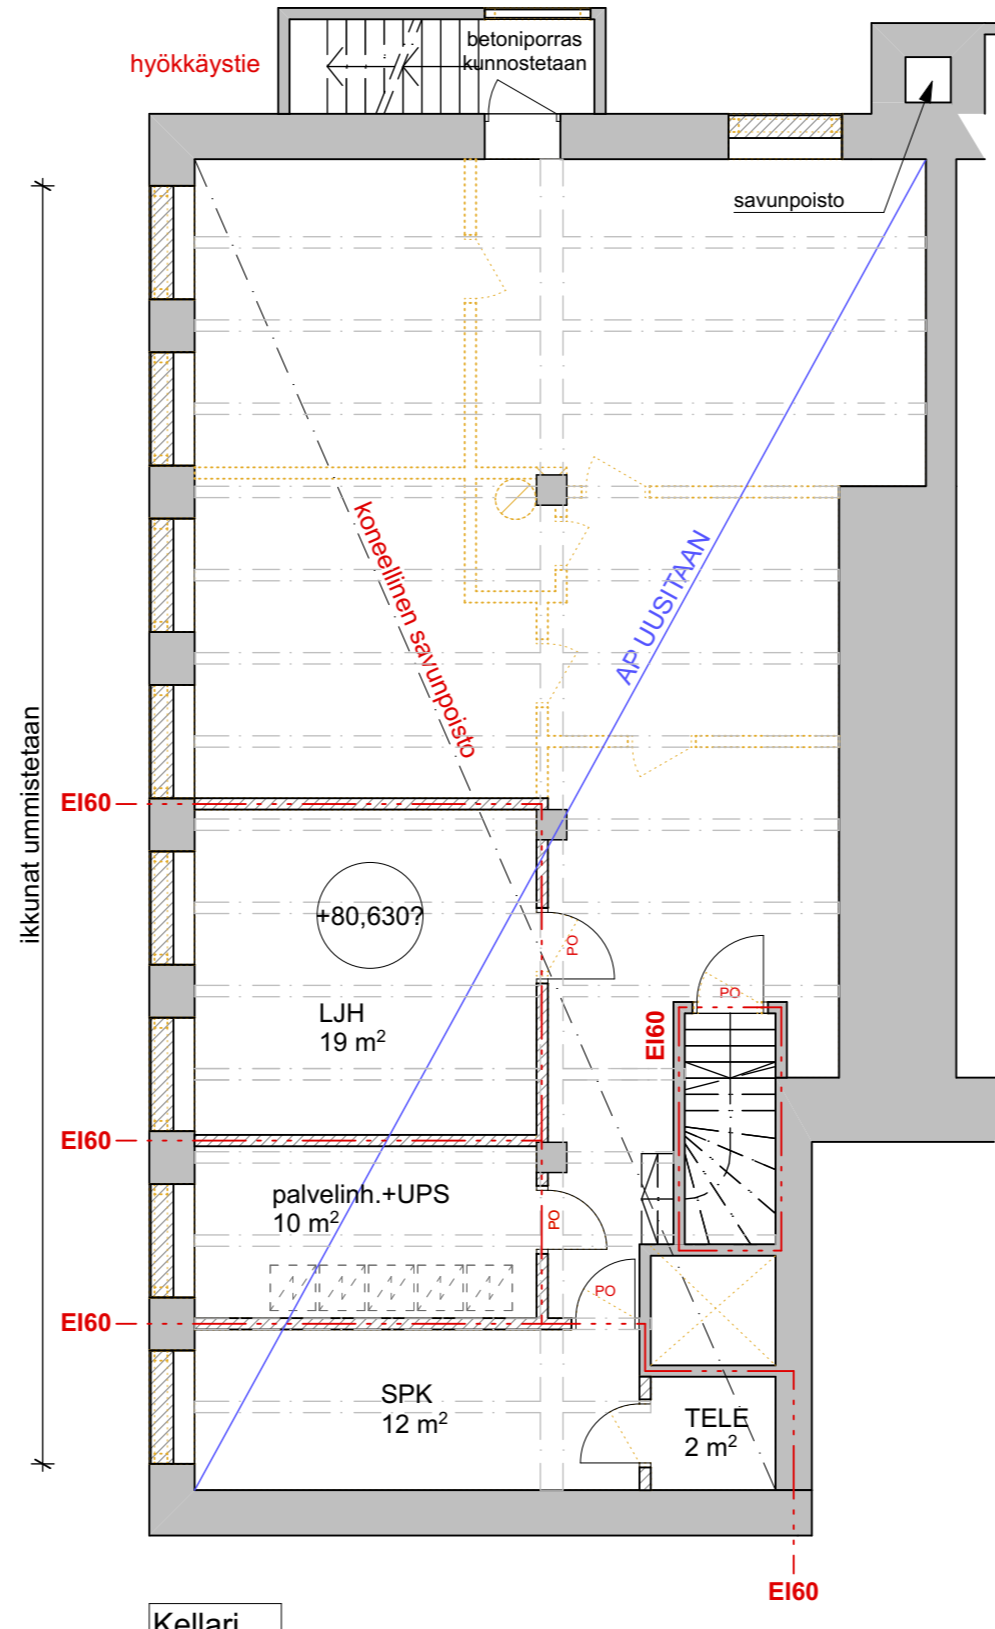 betoniporras
kunnostetaan
hyökkäystie
savunpoisto
koneellinen savunpoisto
AP UUSITAAN
ikkunat ummistetaan
EI60
+80,630?
PO
PO
LJH
19 m²
EI60
EI60
palvelinh.+UPS
10 m²
PO
PO
EI60
SPK
12 m²
TELE
2 m²
EI60
Kellari